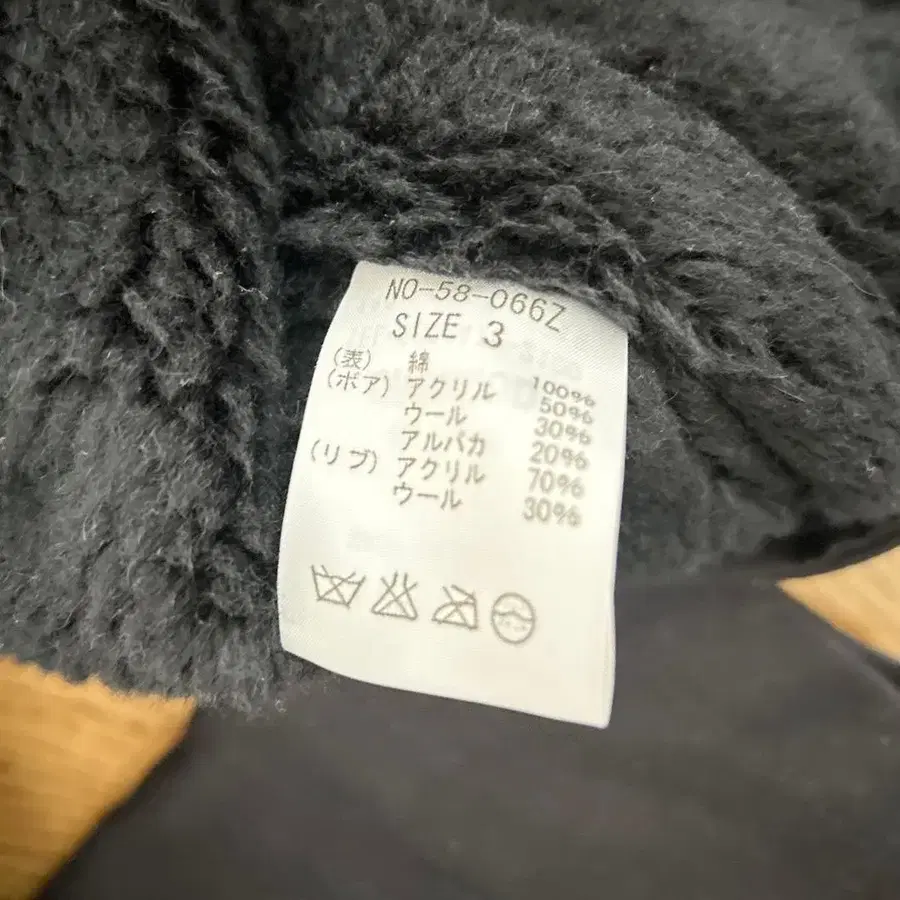 NO-58-066Z
SIZE 3
(表) 綿 100%
(ボア) アクリル 50%
ウール 30%
アルパカ 20%
(リブ) アクリル 70%
ウール 30%